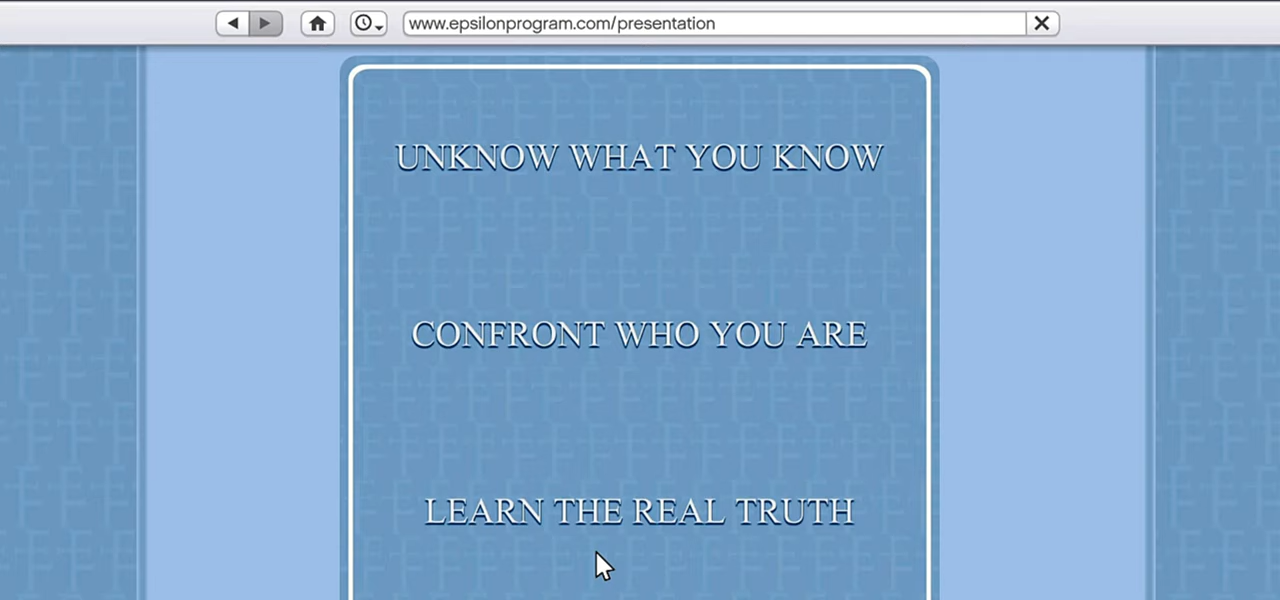 www.epsilonprogram.com/presentation
UNKNOW WHAT YOU KNOW
CONFRONT WHO YOU ARE
LEARN THE REAL TRUTH